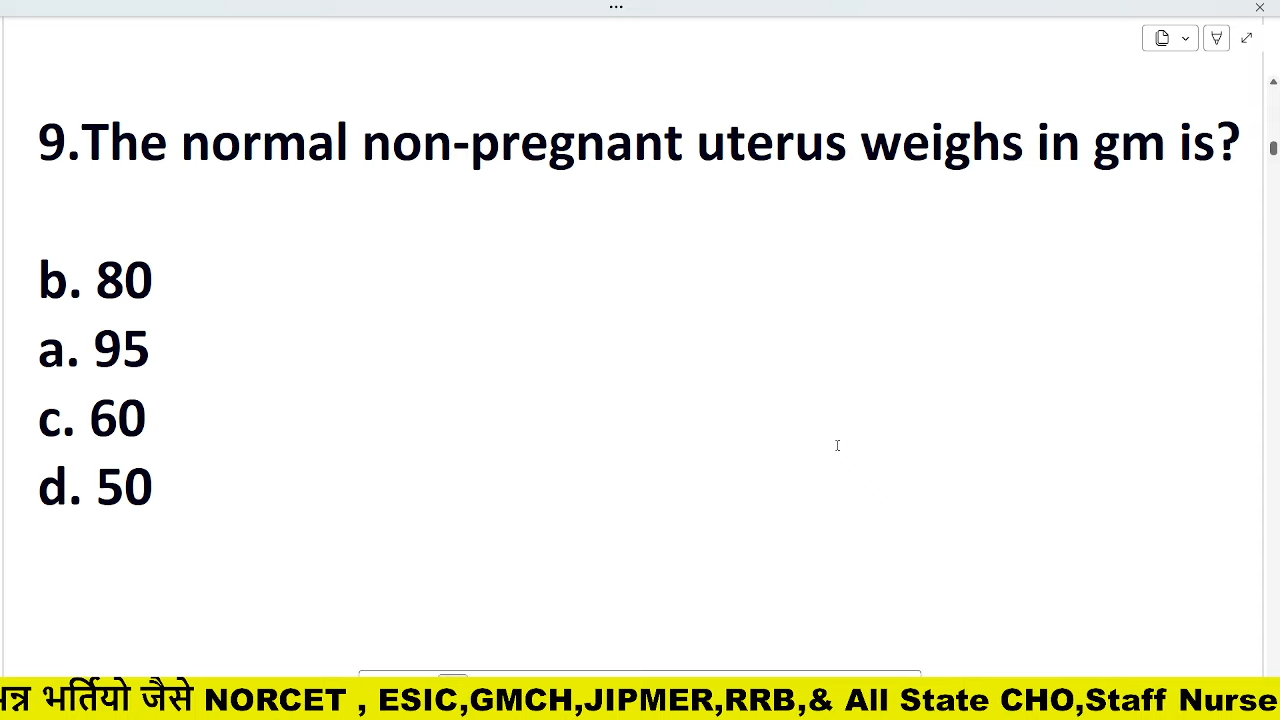 9.The normal non-pregnant uterus weighs in gm is?
b. 80
a. 95
c. 60
d. 50
भर्तियो जैसे NORCET , ESIC,GMCH,JIPMER,RRB,& All State CHO,Staff Nurse